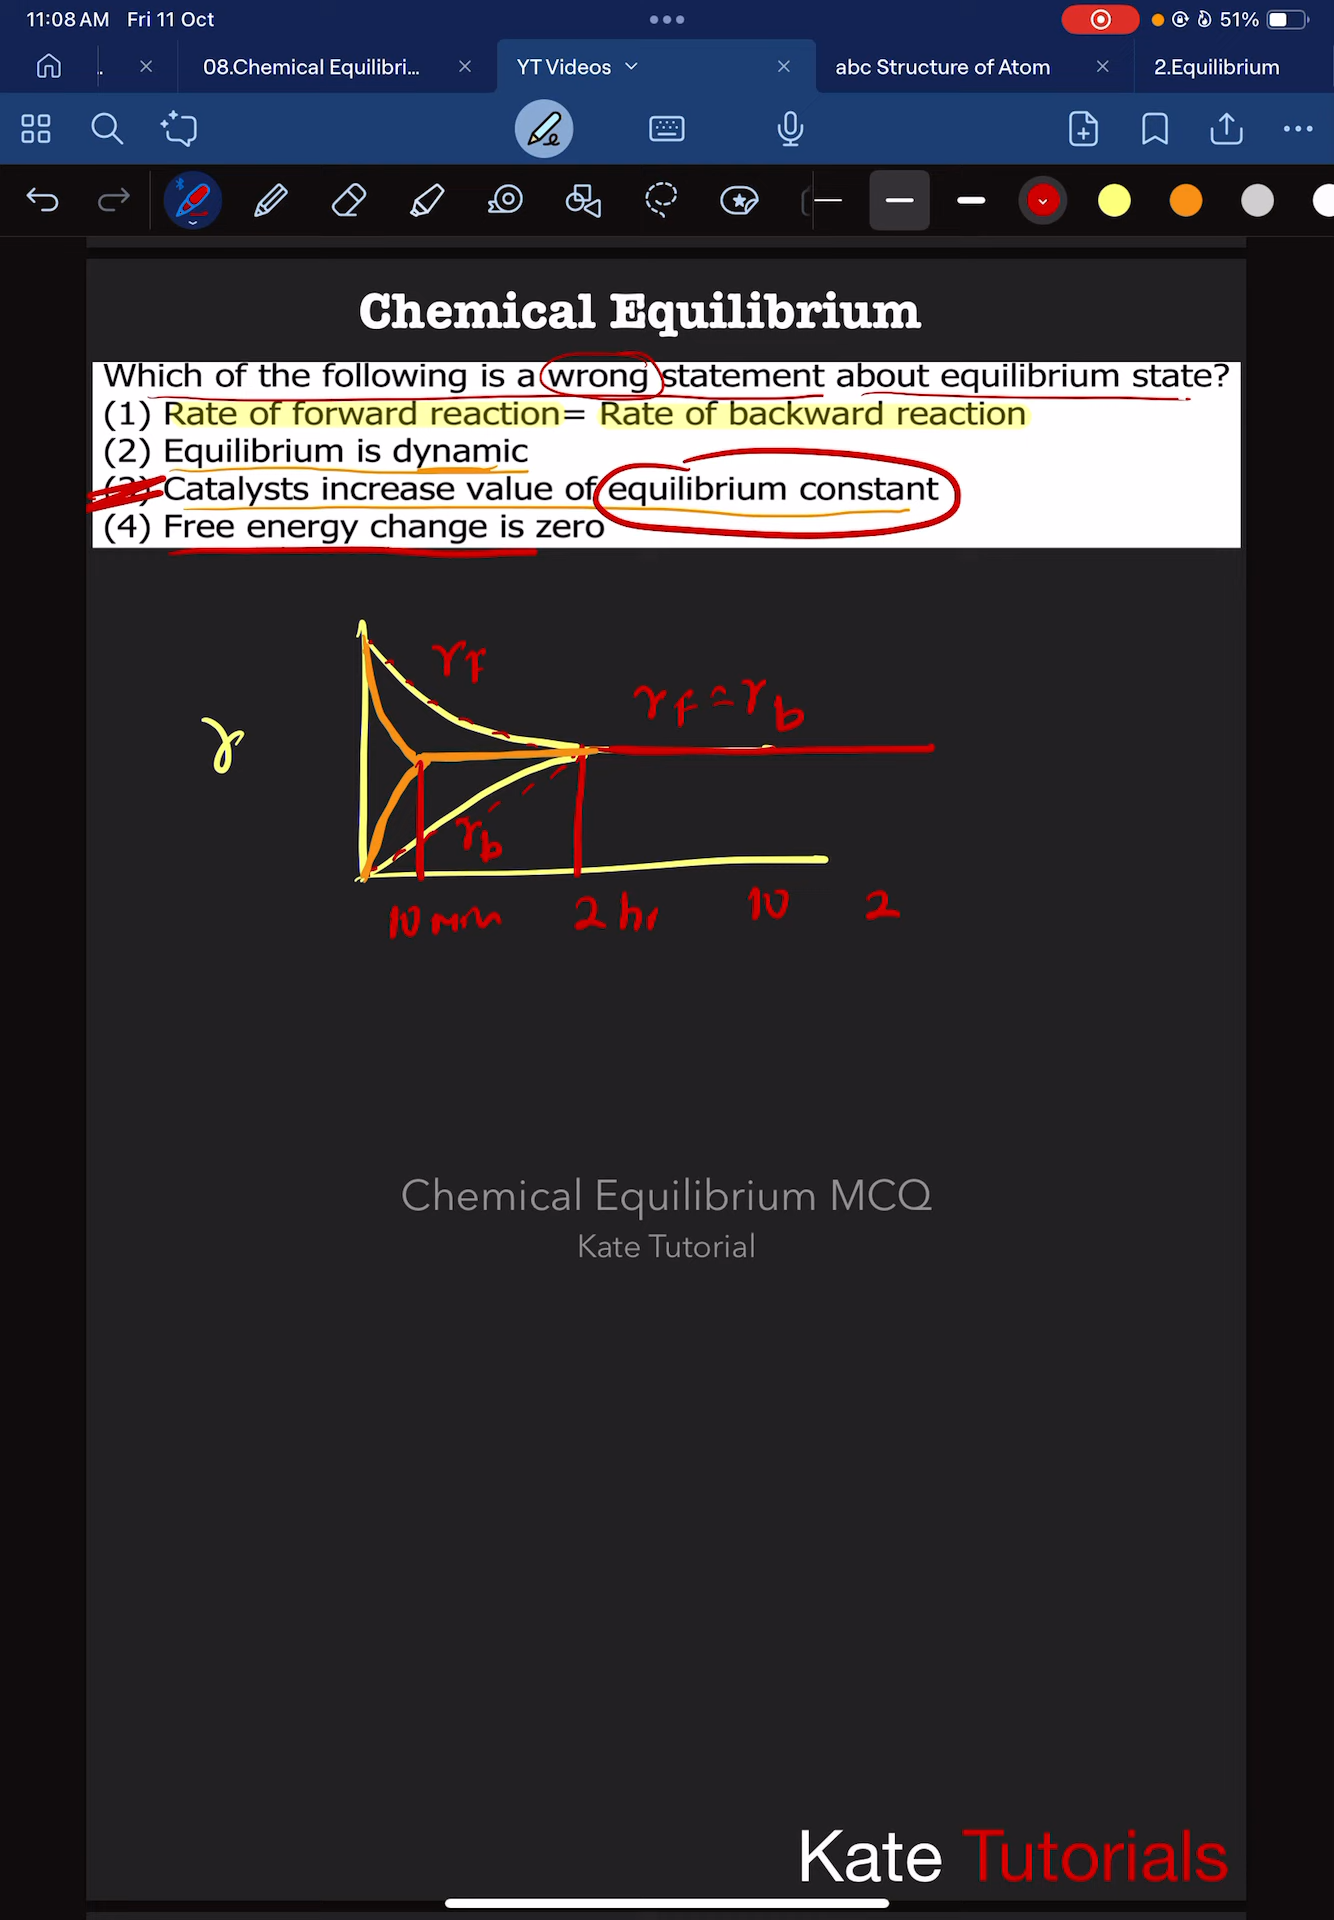 11:08 AM Fri 11 Oct
51%
08.Chemical Equilibri...
YT Videos
abc Structure of Atom
2.Equilibrium
Chemical Equilibrium
Which of the following is a wrong statement about equilibrium state?
(1) Rate of forward reaction= Rate of backward reaction
(2) Equilibrium is dynamic
(3) Catalysts increase value of equilibrium constant
(4) Free energy change is zero
rf
rf = rb
r
rb
10 min 2 hr 10 2
Chemical Equilibrium MCQ
Kate Tutorial
Kate Tutorials